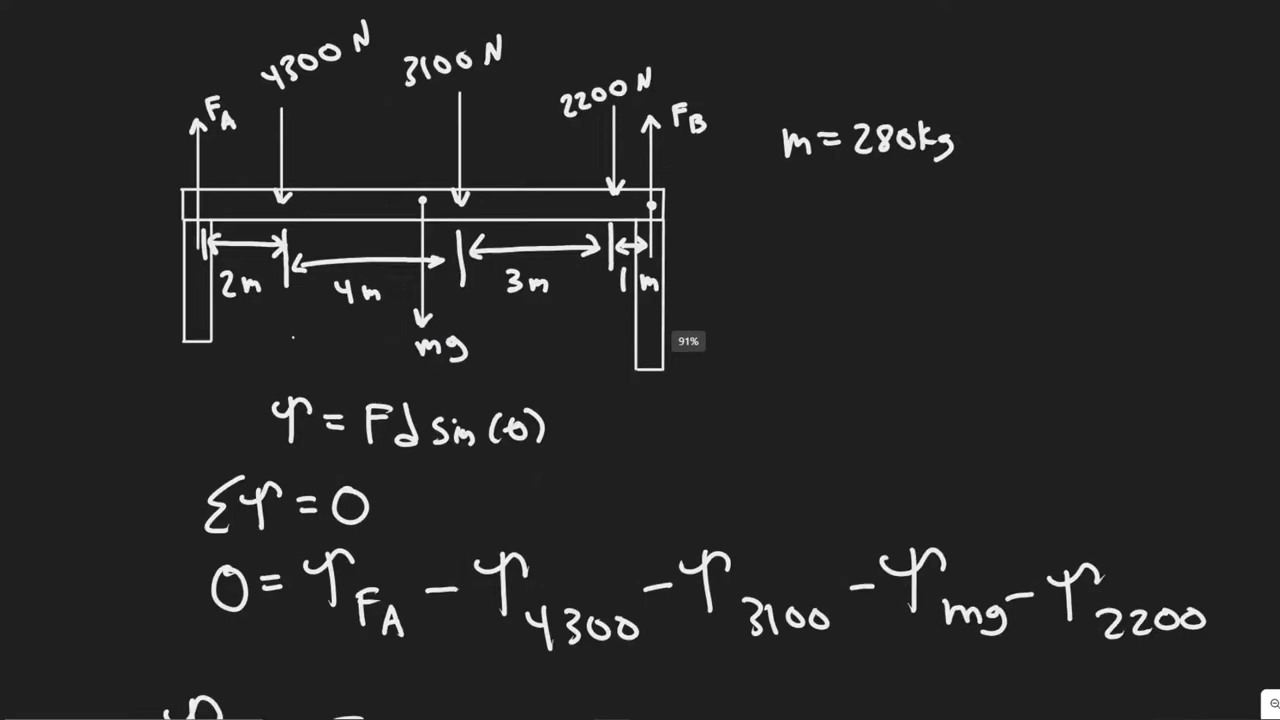 4300 N 3100 N 2200 N
F_A F_B
m = 280kg
2m 4m 3m 1m
mg
91%
τ = Fd sin(θ)
Στ = 0
0 = τ_FA - τ_4300 - τ_3100 - τ_mg - τ_2200